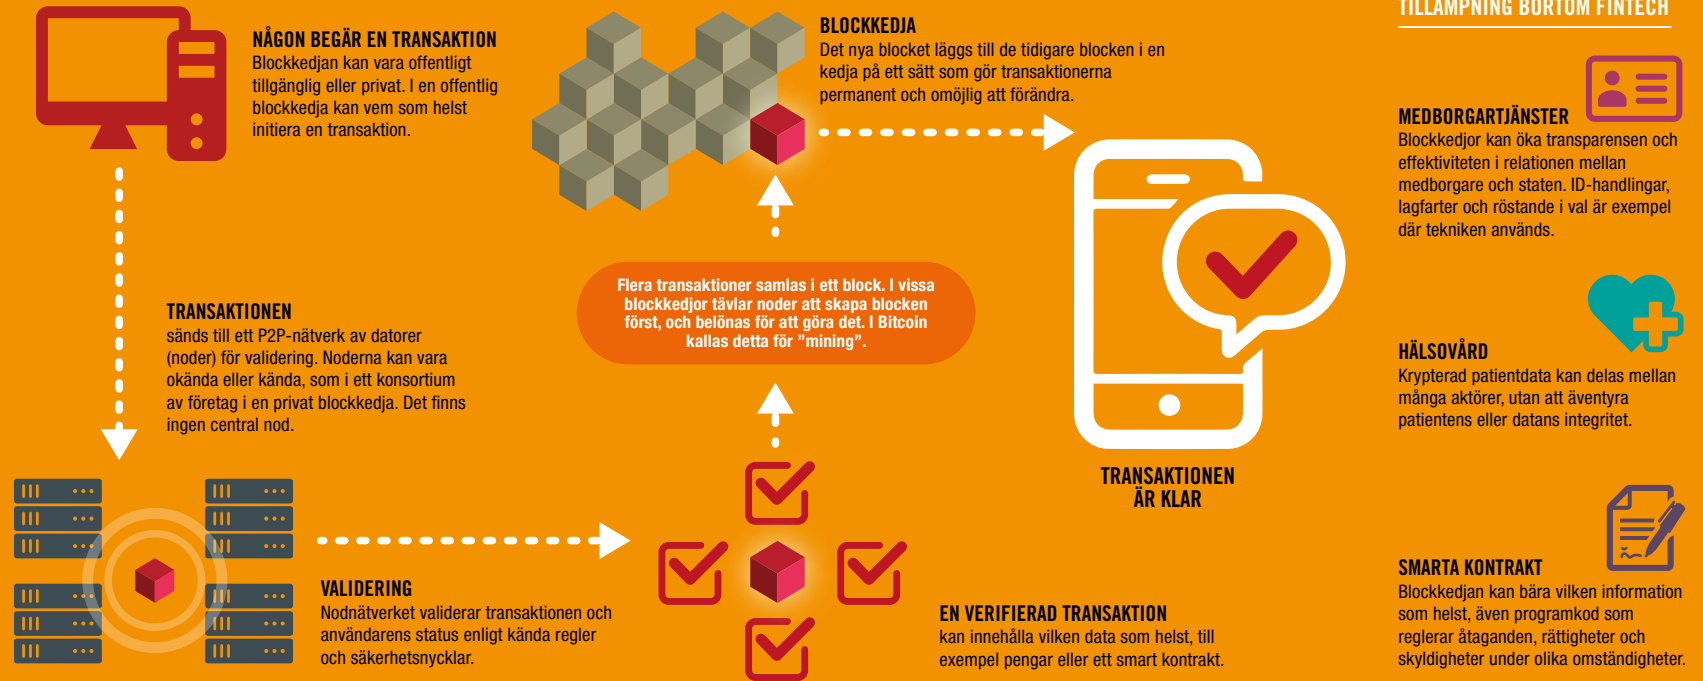 NÅGON BEGÄR EN TRANSAKTION
Blockkedjan kan vara offentligt
tillgänglig eller privat. I en offentlig
blockkedja kan vem som helst
initiera en transaktion.
TRANSAKTIONEN
sänds till ett P2P-nätverk av datorer
(noder) för validering. Noderna kan vara
okända eller kända, som i ett konsortium
av företag i en privat blockkedja. Det finns
ingen central nod.
VALIDERING
Nodnätverket validerar transaktionen och
användarens status enligt kända regler
och säkerhetsnycklar.
EN VERIFIERAD TRANSAKTION
kan innehålla vilken data som helst, till
exempel pengar eller ett smart kontrakt.
Flera transaktioner samlas i ett block. I vissa
blockkedjor tävlar noder att skapa blocken
först, och belönas för att göra det. I Bitcoin
kallas detta för ”mining”.
BLOCKKEDJA
Det nya blocket läggs till de tidigare blocken i en
kedja på ett sätt som gör transaktionerna
permanent och omöjlig att förändra.
TRANSAKTIONEN
ÄR KLAR
TILLÄMPNING BORTOM FINTECH
MEDBORGARTJÄNSTER
Blockkedjor kan öka transparensen och
effektiviteten i relationen mellan
medborgare och staten. ID-handlingar,
lagfarter och röstande i val är exempel
där tekniken används.
HÄLSOVÅRD
Krypterad patientdata kan delas mellan
många aktörer, utan att äventyra
patientens eller datans integritet.
SMARTA KONTRAKT
Blockkedjan kan bära vilken information
som helst, även programkod som
reglerar åtaganden, rättigheter och
skyldigheter under olika omständigheter.